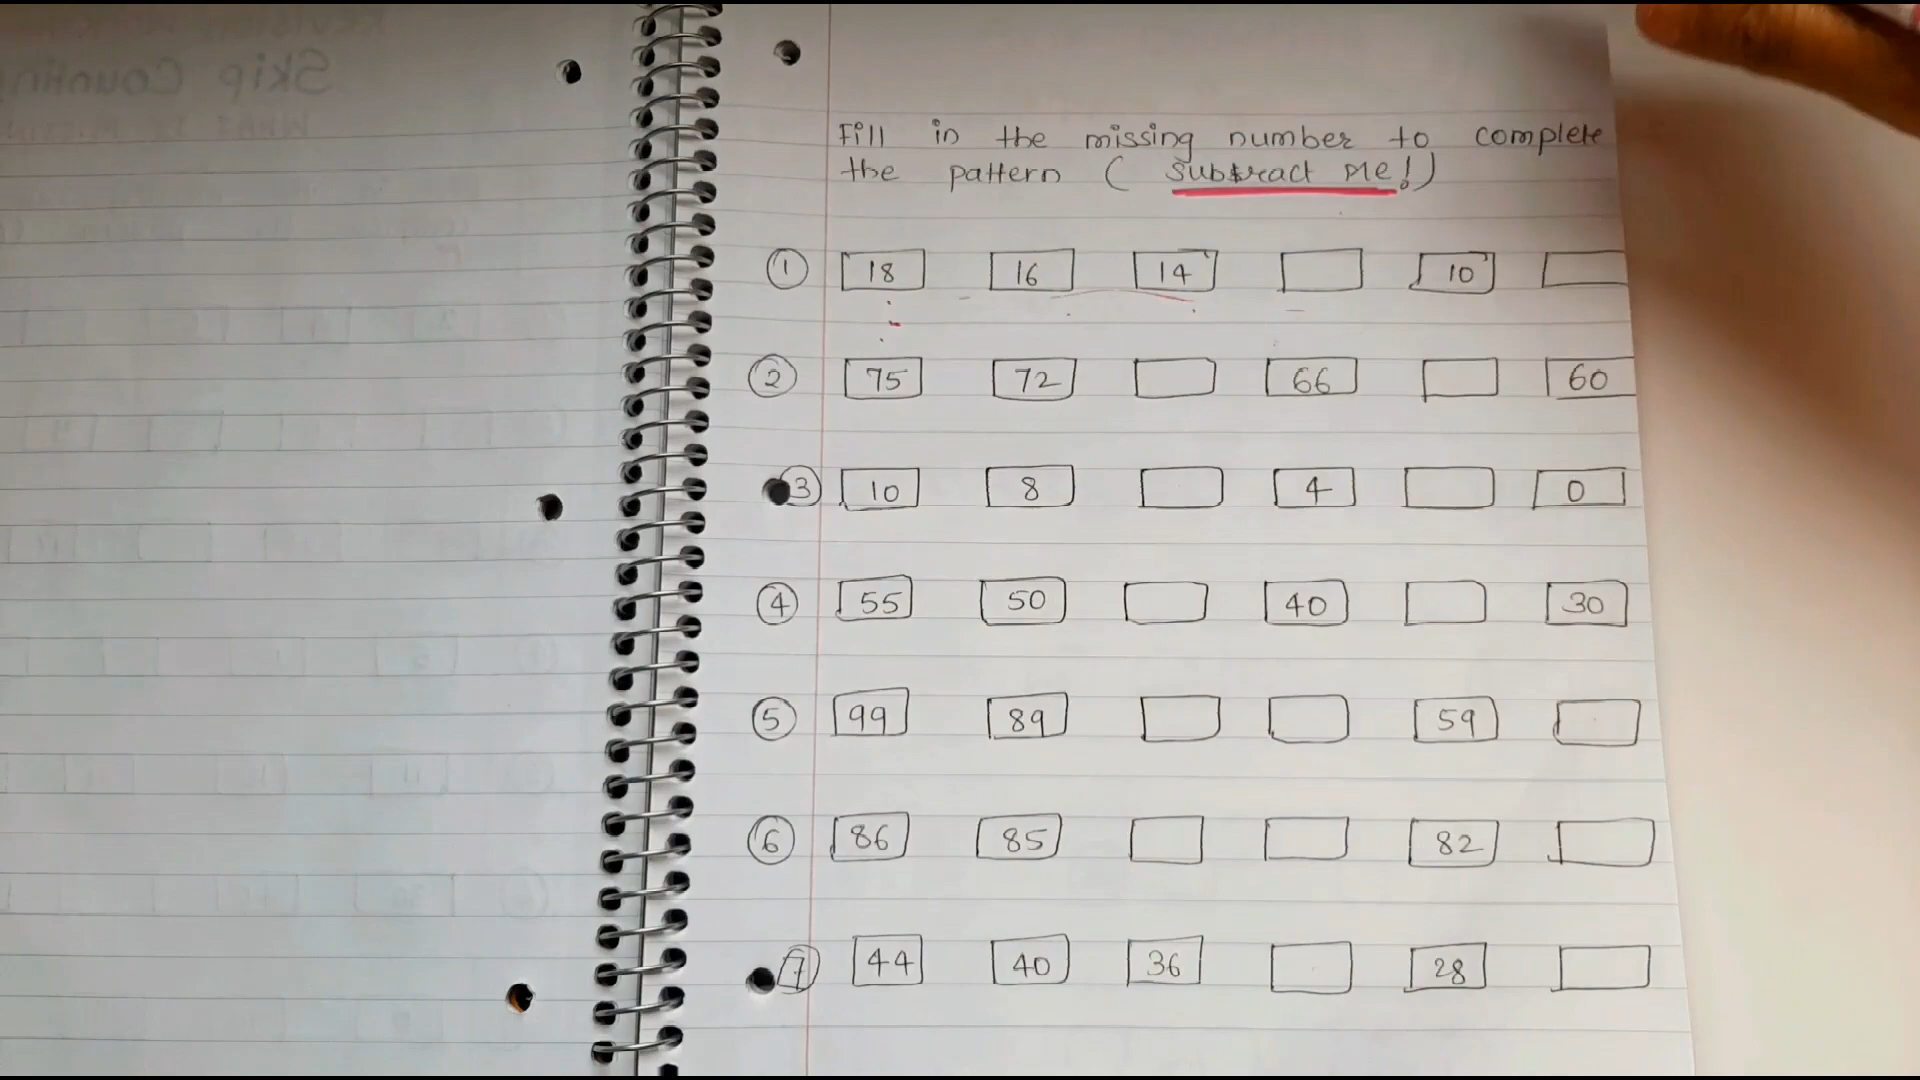 Fill in the missing number to complete
the pattern ( subtract Me!)
1 18 16 14 10
2 75 72 66 60
3 10 8 4 0
4 55 50 40 30
5 99 89 59
6 86 85 82
7 44 40 36 28
Skip Counting